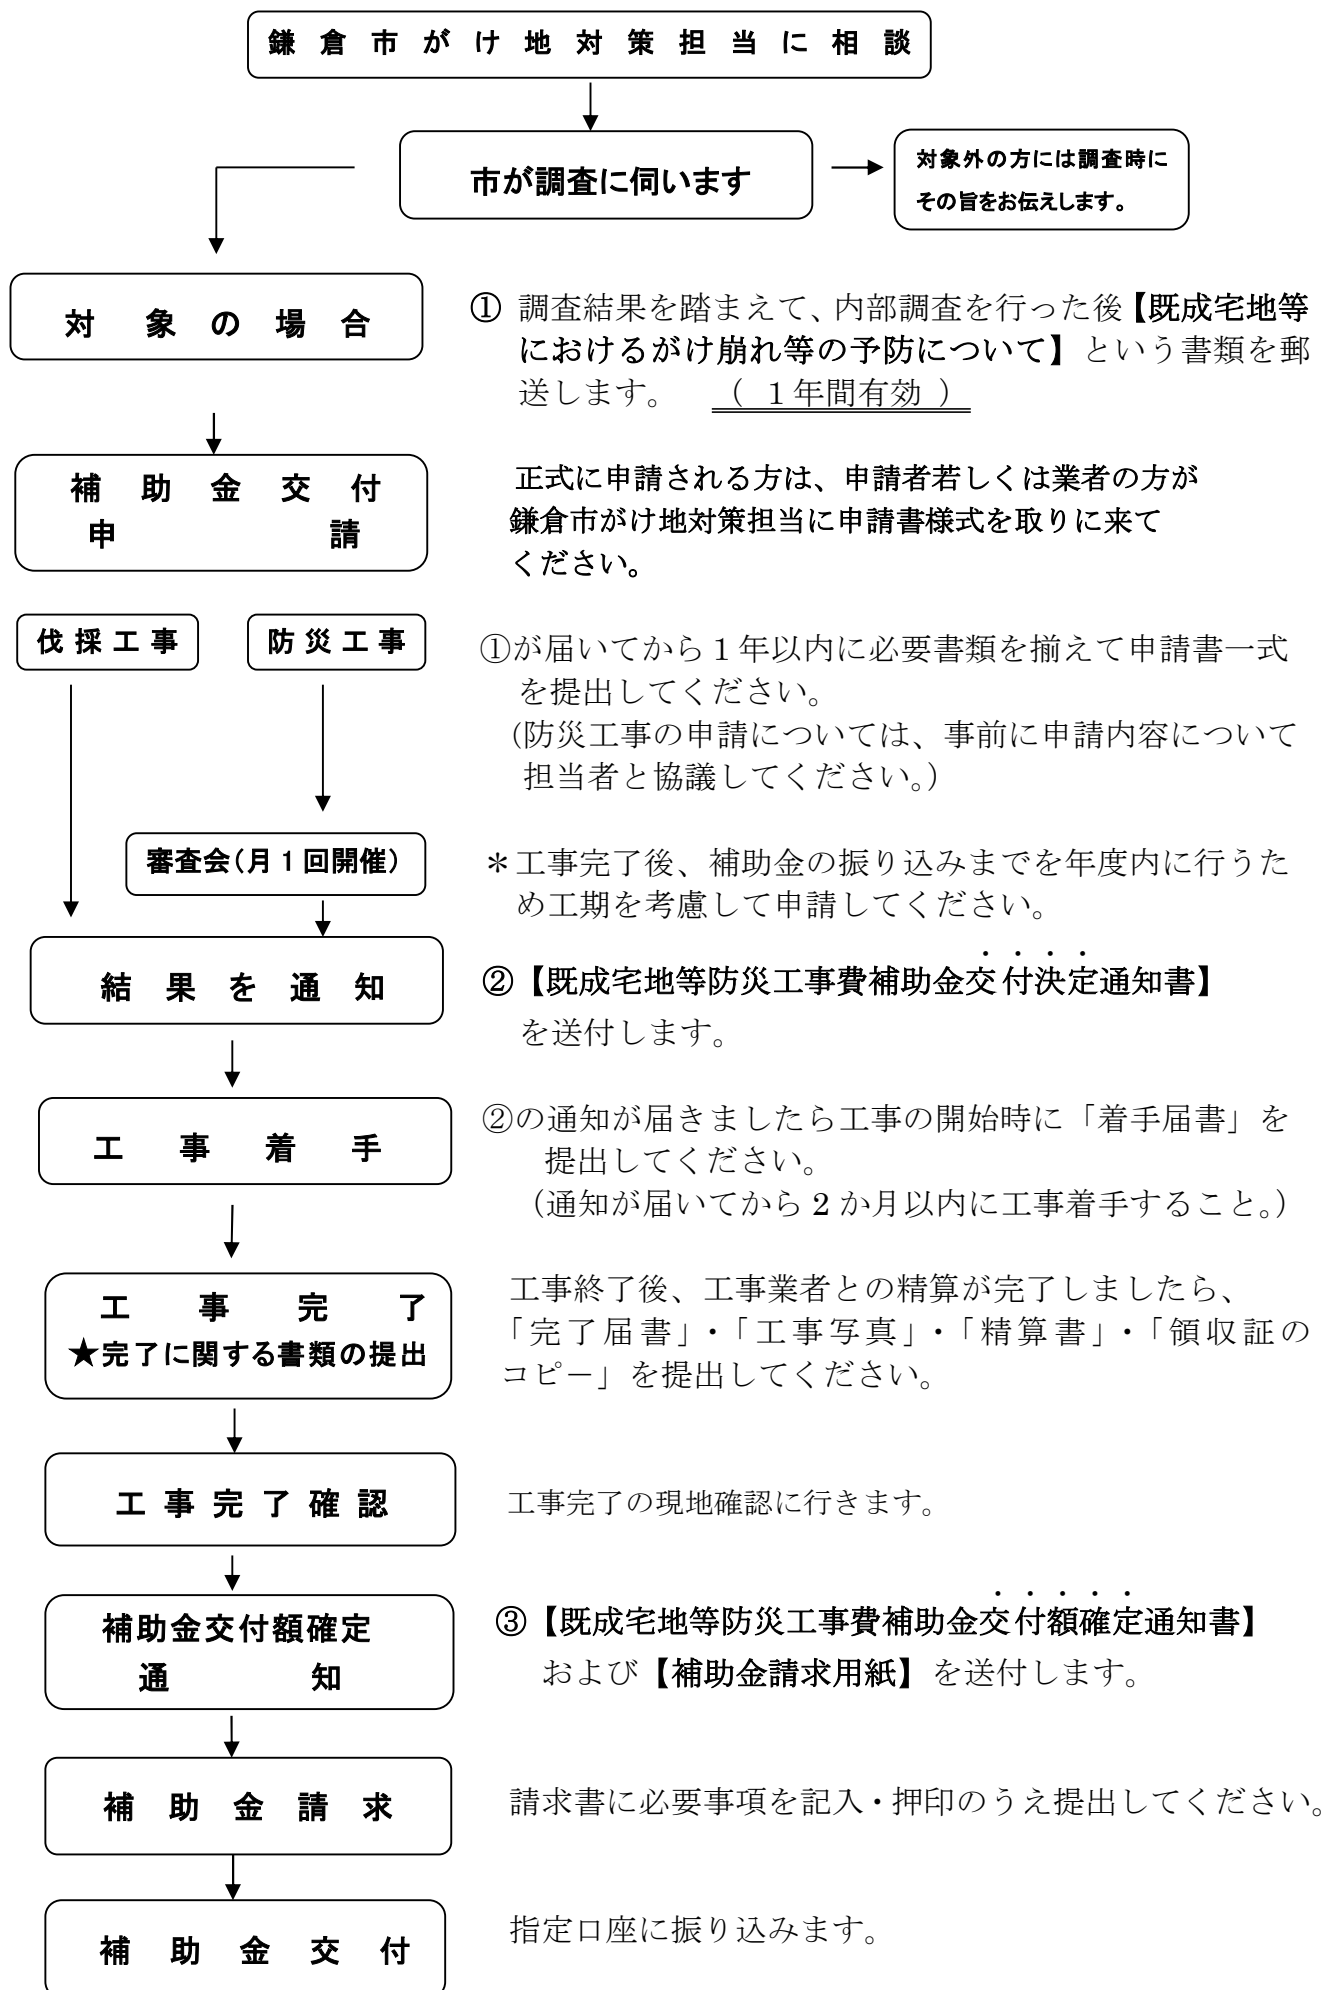 鎌倉市がけ地対策担当に相談
市が調査に伺います
対象外の方には調査時に
その旨をお伝えします。
対象の場合
① 調査結果を踏まえて、内部調査を行った後【既成宅地等
におけるがけ崩れ等の予防について】という書類を郵
送します。 （ １年間有効 ）
補助金交付
申請
正式に申請される方は、申請者若しくは業者の方が
鎌倉市がけ地対策担当に申請書様式を取りに来て
ください。
伐採工事
防災工事
①が届いてから１年以内に必要書類を揃えて申請書一式
を提出してください。
(防災工事の申請については、事前に申請内容について
担当者と協議してください。）
審査会（月１回開催）
＊工事完了後、補助金の振り込みまでを年度内に行うた
め工期を考慮して申請してください。
結果を通知
②【既成宅地等防災工事費補助金交付決定通知書】
を送付します。
工事着手
②の通知が届きましたら工事の開始時に「着手届書」を
提出してください。
（通知が届いてから２か月以内に工事着手すること。）
工事完了
★完了に関する書類の提出
工事終了後、工事業者との精算が完了しましたら、
「完了届書」・「工事写真」・「精算書」・「領収証の
コピー」を提出してください。
工事完了確認
工事完了の現地確認に行きます。
補助金交付額確定
通知
③【既成宅地等防災工事費補助金交付額確定通知書】
および【補助金請求用紙】を送付します。
補助金請求
請求書に必要事項を記入・押印のうえ提出してください。
補助金交付
指定口座に振り込みます。